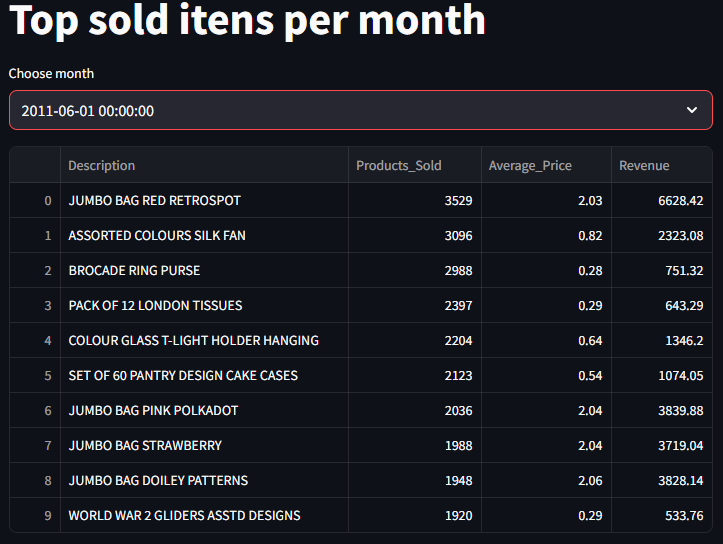 Top sold itens per month
Choose month
2011-06-01 00:00:00
Description Products_Sold Average_Price Revenue
0 JUMBO BAG RED RETROSPOT 3529 2.03 6628.42
1 ASSORTED COLOURS SILK FAN 3096 0.82 2323.08
2 BROCADE RING PURSE 2988 0.28 751.32
3 PACK OF 12 LONDON TISSUES 2397 0.29 643.29
4 COLOUR GLASS T-LIGHT HOLDER HANGING 2204 0.64 1346.2
5 SET OF 60 PANTRY DESIGN CAKE CASES 2123 0.54 1074.05
6 JUMBO BAG PINK POLKADOT 2036 2.04 3839.88
7 JUMBO BAG STRAWBERRY 1988 2.04 3719.04
8 JUMBO BAG DOILEY PATTERNS 1948 2.06 3828.14
9 WORLD WAR 2 GLIDERS ASSTD DESIGNS 1920 0.29 533.76